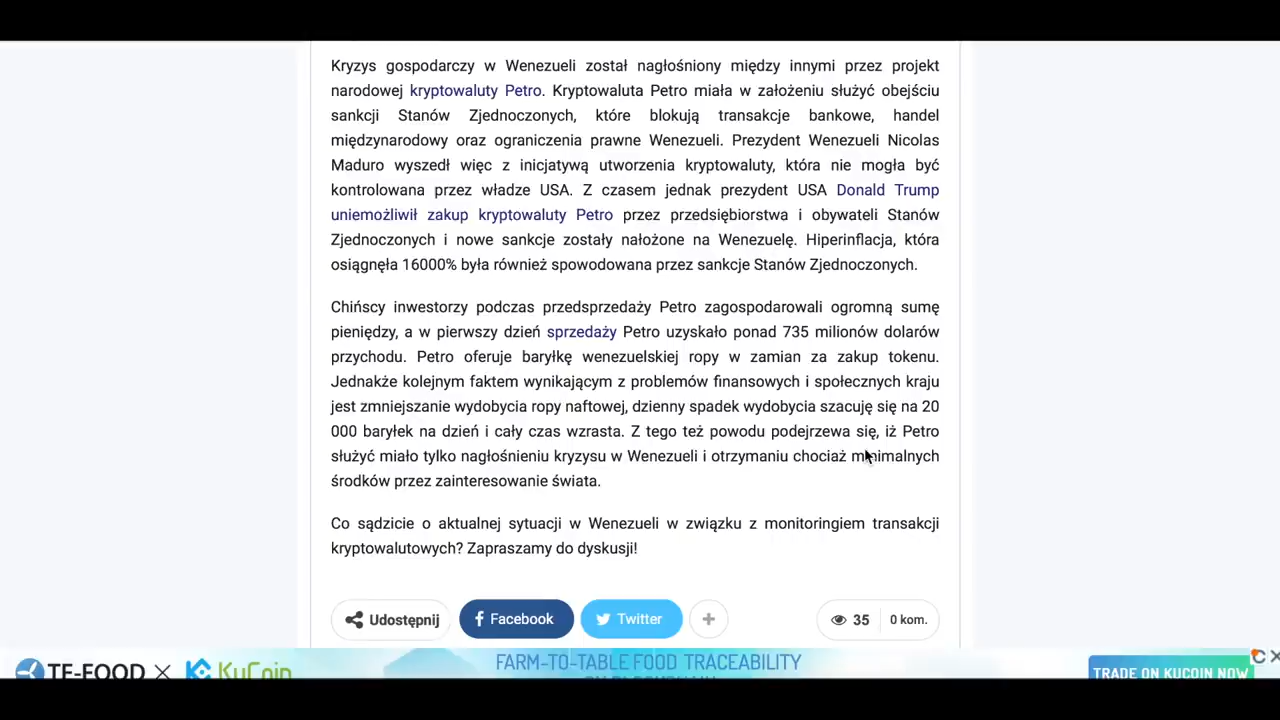 Kryzys gospodarczy w Wenezueli został nagłośniony między innymi przez projekt
narodowej kryptowaluty Petro. Kryptowaluta Petro miała w założeniu służyć obejściu
sankcji Stanów Zjednoczonych, które blokują transakcje bankowe, handel
międzynarodowy oraz ograniczenia prawne Wenezueli. Prezydent Wenezueli Nicolas
Maduro wyszedł więc z inicjatywą utworzenia kryptowaluty, która nie mogła być
kontrolowana przez władze USA. Z czasem jednak prezydent USA Donald Trump
uniemożliwił zakup kryptowaluty Petro przez przedsiębiorstwa i obywateli Stanów
Zjednoczonych i nowe sankcje zostały nałożone na Wenezuelę. Hiperinflacja, która
osiągnęła 16000% była również spowodowana przez sankcje Stanów Zjednoczonych.
Chińscy inwestorzy podczas przedsprzedaży Petro zagospodarowali ogromną sumę
pieniędzy, a w pierwszy dzień sprzedaży Petro uzyskało ponad 735 milionów dolarów
przychodu. Petro oferuje baryłkę wenezuelskiej ropy w zamian za zakup tokenu.
Jednakże kolejnym faktem wynikającym z problemów finansowych i społecznych kraju
jest zmniejszanie wydobycia ropy naftowej, dzienny spadek wydobycia szacuję się na 20
000 baryłek na dzień i cały czas wzrasta. Z tego też powodu podejrzewa się, iż Petro
służyć miało tylko nagłośnieniu kryzysu w Wenezueli i otrzymaniu chociaż minimalnych
środków przez zainteresowanie świata.
Co sądzicie o aktualnej sytuacji w Wenezueli w związku z monitoringiem transakcji
kryptowalutowych? Zapraszamy do dyskusji!
Udostępnij Facebook Twitter 35 0 kom.
TE-FOOD KuCoin FARM-TO-TABLE FOOD TRACEABILITY TRADE ON KUCOIN NOW